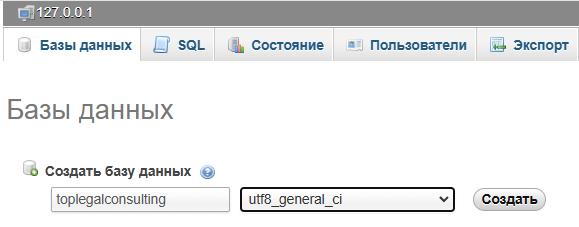 127.0.0.1
Базы данных SQL Состояние Пользователи Экспорт
Базы данных
Создать базу данных
toplegalconsulting utf8_general_ci Создать